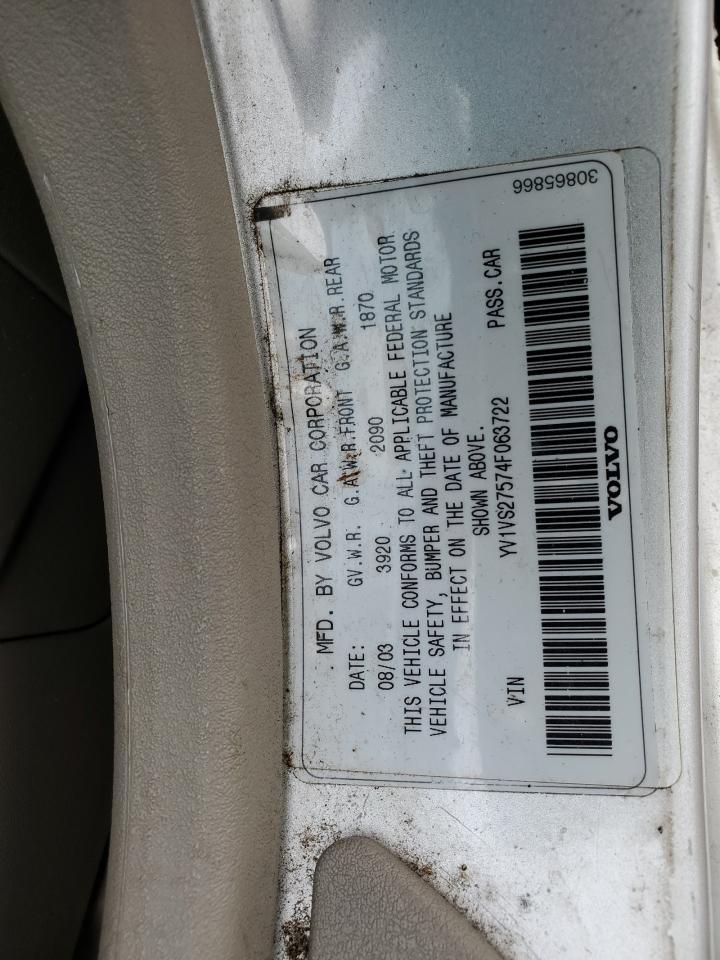 MFD. BY VOLVO CAR CORPORATION
DATE: GV.W.R. G.A.W.R.FRONT G.A.W.R.REAR
08/03 3920 2090 1870
THIS VEHICLE CONFORMS TO ALL APPLICABLE FEDERAL MOTOR
VEHICLE SAFETY, BUMPER AND THEFT PROTECTION STANDARDS
IN EFFECT ON THE DATE OF MANUFACTURE
SHOWN ABOVE.
VIN YV1VS27574F063722 PASS.CAR
VOLVO
30865866